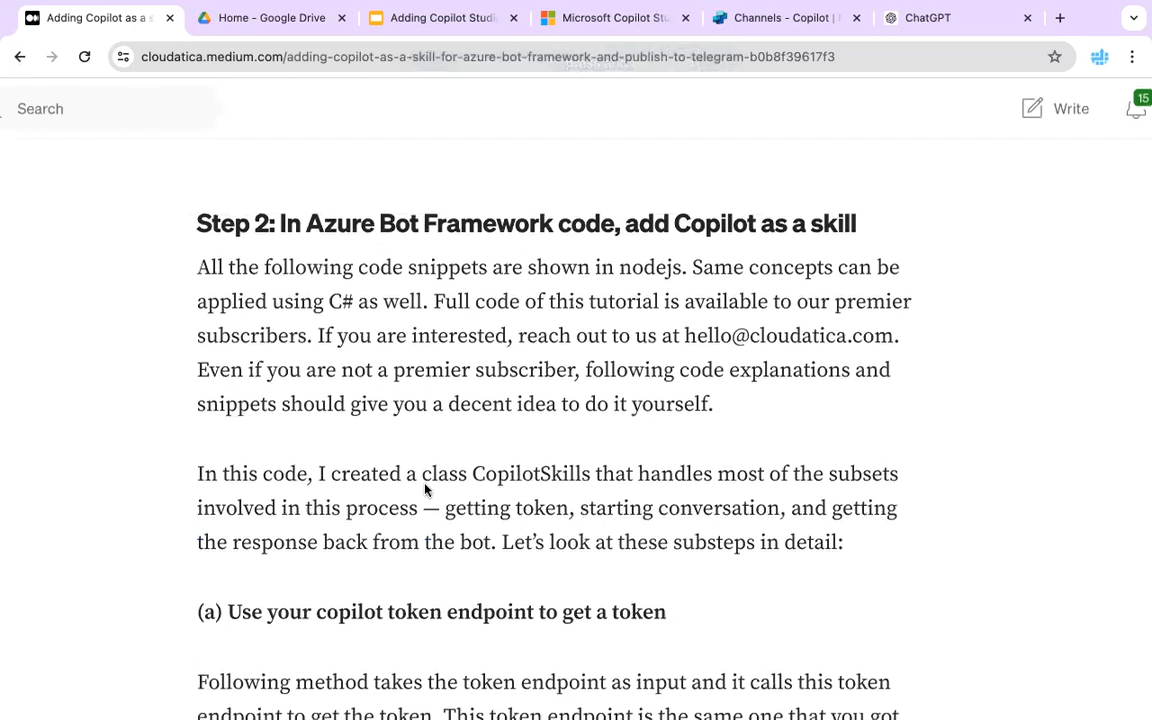 Adding Copilot as a s
Home - Google Drive
Adding Copilot Studi
Microsoft Copilot Stu
Channels - Copilot |
ChatGPT
cloudatica.medium.com/adding-copilot-as-a-skill-for-azure-bot-framework-and-publish-to-telegram-b0b8f39617f3
Search
Write
15
Step 2: In Azure Bot Framework code, add Copilot as a skill
All the following code snippets are shown in nodejs. Same concepts can be
applied using C# as well. Full code of this tutorial is available to our premier
subscribers. If you are interested, reach out to us at hello@cloudatica.com.
Even if you are not a premier subscriber, following code explanations and
snippets should give you a decent idea to do it yourself.
In this code, I created a class CopilotSkills that handles most of the subsets
involved in this process — getting token, starting conversation, and getting
the response back from the bot. Let’s look at these substeps in detail:
(a) Use your copilot token endpoint to get a token
Following method takes the token endpoint as input and it calls this token
endpoint to get the token. This token endpoint is the same one that you got